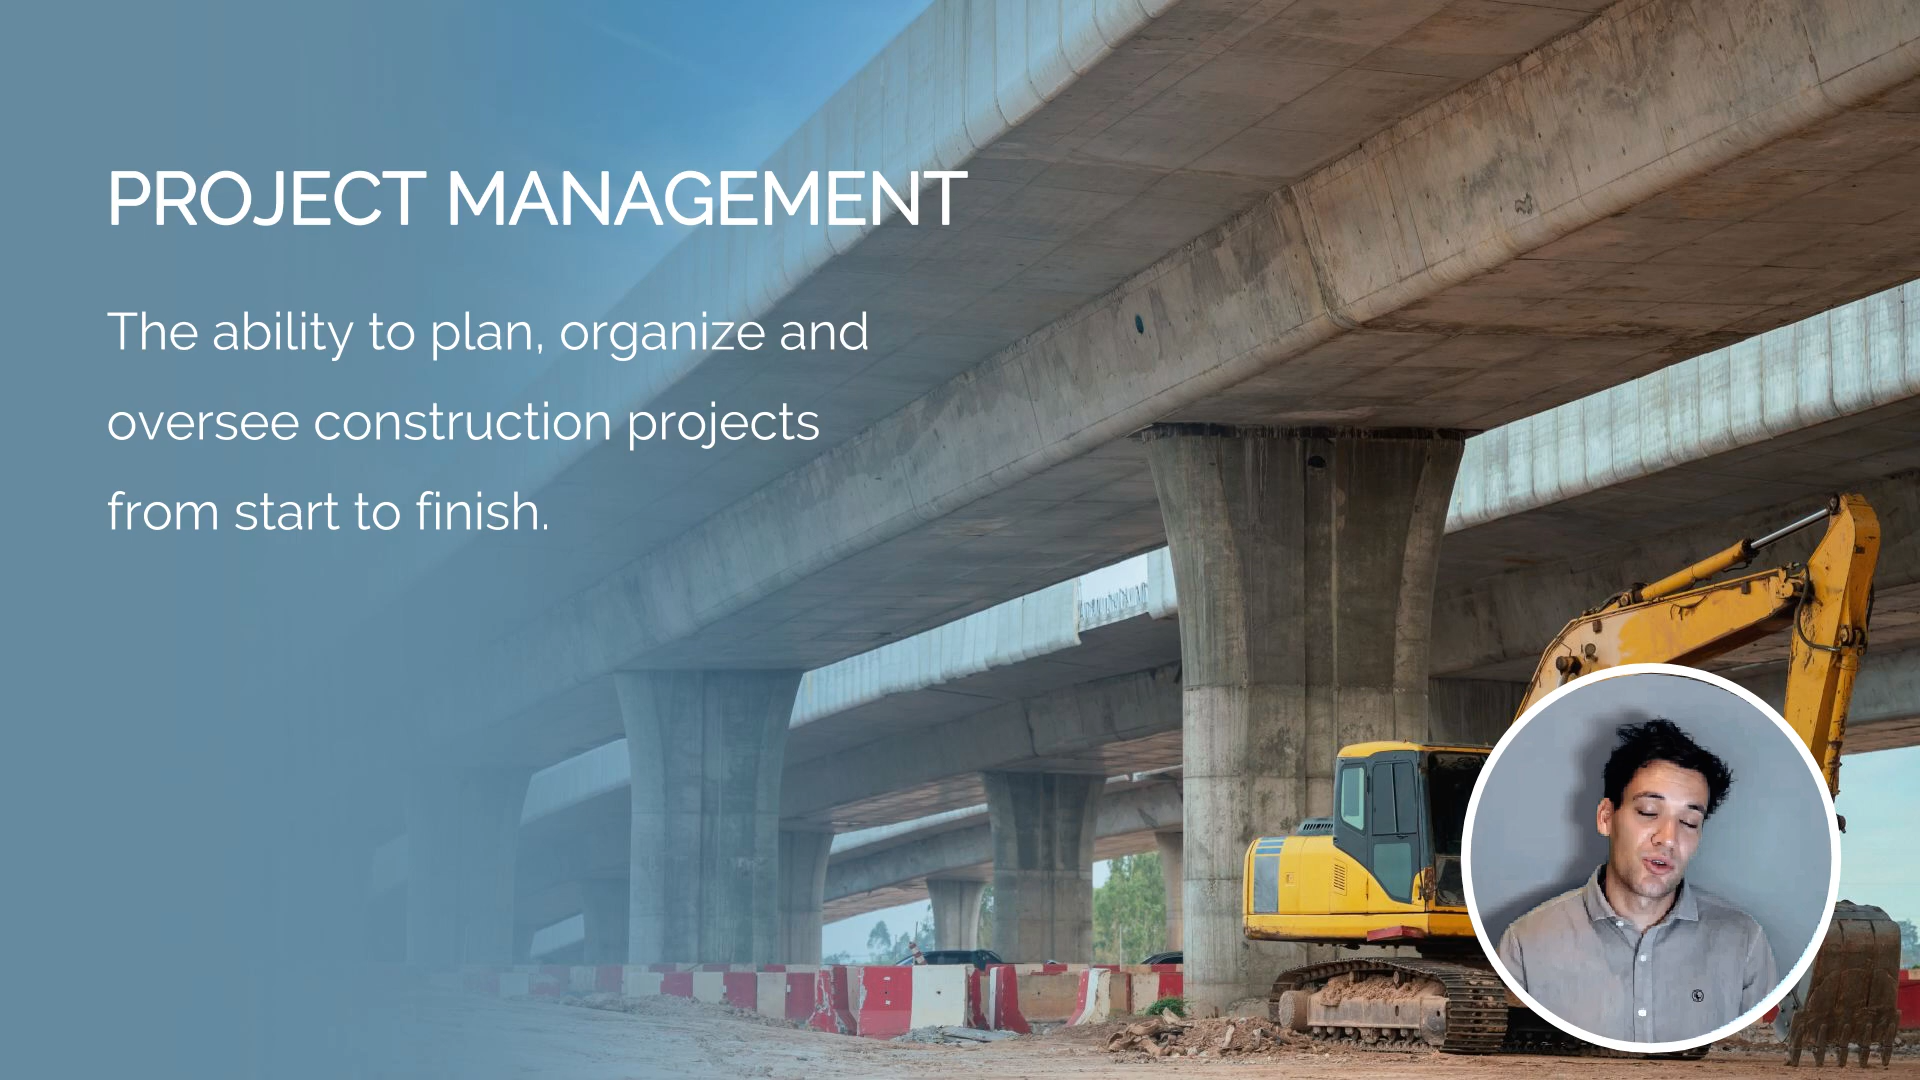 PROJECT MANAGEMENT
The ability to plan, organize and
oversee construction projects
from start to finish.